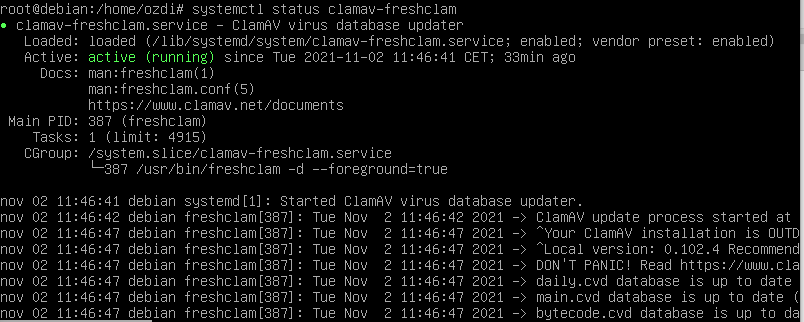 root@debian:/home/ozdi# systemctl status clamav-freshclam
● clamav-freshclam.service - ClamAV virus database updater
   Loaded: loaded (/lib/systemd/system/clamav-freshclam.service; enabled; vendor preset: enabled)
   Active: active (running) since Tue 2021-11-02 11:46:41 CET; 33min ago
     Docs: man:freshclam(1)
           man:freshclam.conf(5)
           https://www.clamav.net/documents
 Main PID: 387 (freshclam)
    Tasks: 1 (limit: 4915)
   CGroup: /system.slice/clamav-freshclam.service
           └─387 /usr/bin/freshclam -d --foreground=true

nov 02 11:46:41 debian systemd[1]: Started ClamAV virus database updater.
nov 02 11:46:42 debian freshclam[387]: Tue Nov  2 11:46:42 2021 -> ClamAV update process started at
nov 02 11:46:47 debian freshclam[387]: Tue Nov  2 11:46:47 2021 -> ^Your ClamAV installation is OUTD
nov 02 11:46:47 debian freshclam[387]: Tue Nov  2 11:46:47 2021 -> ^Local version: 0.102.4 Recommend
nov 02 11:46:47 debian freshclam[387]: Tue Nov  2 11:46:47 2021 -> DON'T PANIC! Read https://www.cla
nov 02 11:46:47 debian freshclam[387]: Tue Nov  2 11:46:47 2021 -> daily.cvd database is up to date
nov 02 11:46:47 debian freshclam[387]: Tue Nov  2 11:46:47 2021 -> main.cvd database is up to date (
nov 02 11:46:47 debian freshclam[387]: Tue Nov  2 11:46:47 2021 -> bytecode.cvd database is up to da